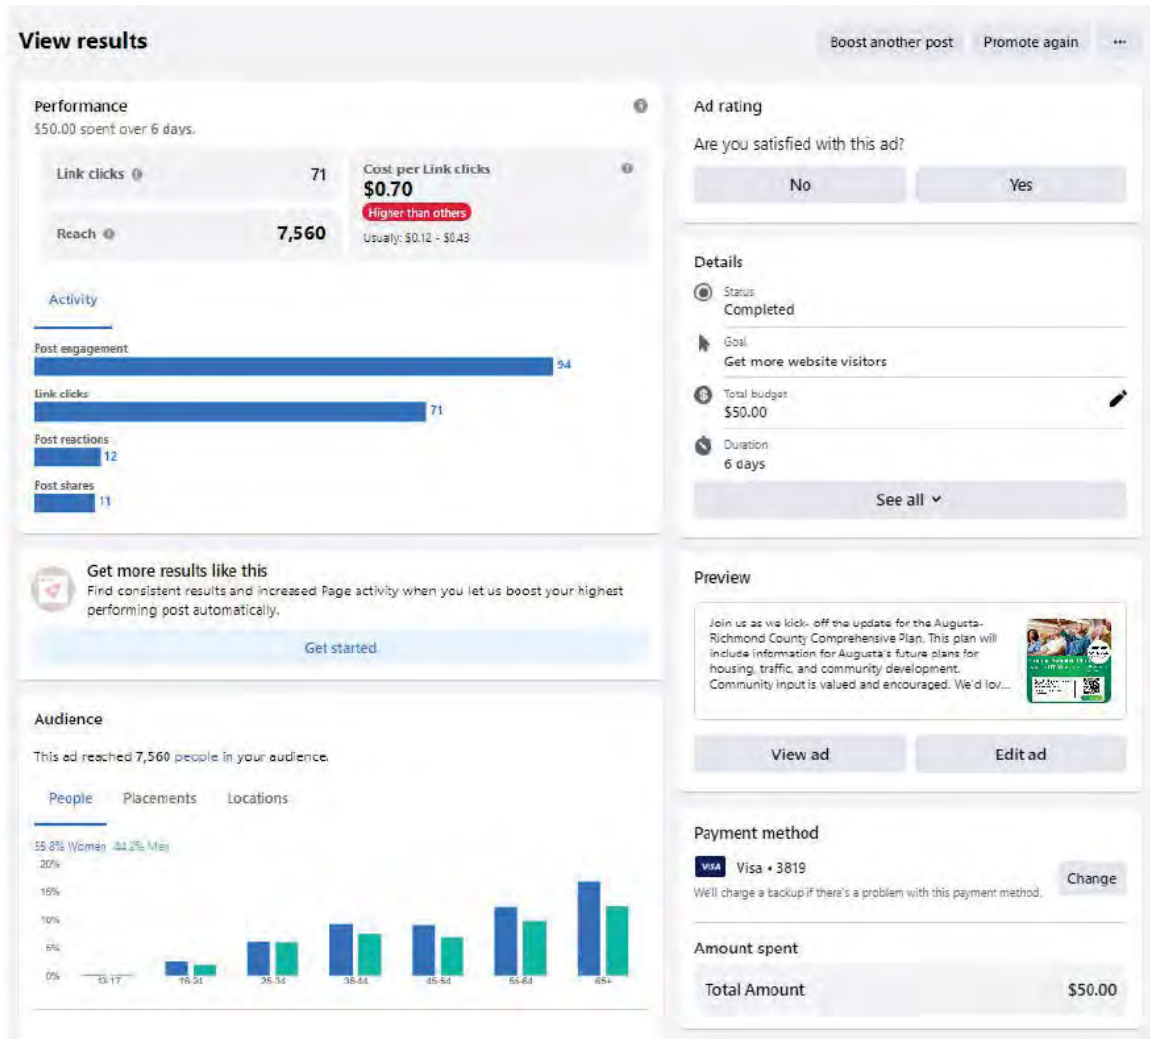 View results
Boost another post
Promote again
Performance
$50.00 spent over 6 days.
Link clicks
71
Reach
7,560
Cost per Link clicks
$0.70
Higher than others
Usually: $0.12 - $0.43
Activity
Post engagement
94
Link clicks
71
Post reactions
12
Post shares
11
Get more results like this
Find consistent results and increased Page activity when you let us boost your highest
performing post automatically.
Get started
Audience
This ad reached 7,560 people in your audience.
People
Placements
Locations
55.8% Women 44.2% Men
20%
15%
10%
5%
0%
13-17
18-24
25-34
35-44
45-54
55-64
65+
Ad rating
Are you satisfied with this ad?
No
Yes
Details
Status
Completed
Goal
Get more website visitors
Total budget
$50.00
Duration
6 days
See all
Preview
Join us as we kick- off the update for the Augusta-
Richmond County Comprehensive Plan. This plan will
include information for Augusta's future plans for
housing, traffic, and community development.
Community input is valued and encouraged. We'd lov...
View ad
Edit ad
Payment method
VISA
Visa • 3819
We'll charge a backup if there's a problem with this payment method.
Change
Amount spent
Total Amount
$50.00